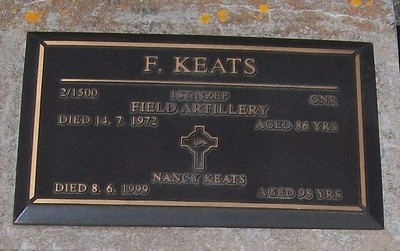 F. KEATS
2/1500 1ST NZEF GNR
FIELD ARTILLERY
DIED 14. 7. 1972 AGED 86 YRS
NANCY KEATS
DIED 8. 6. 1999 AGED 98 YRS